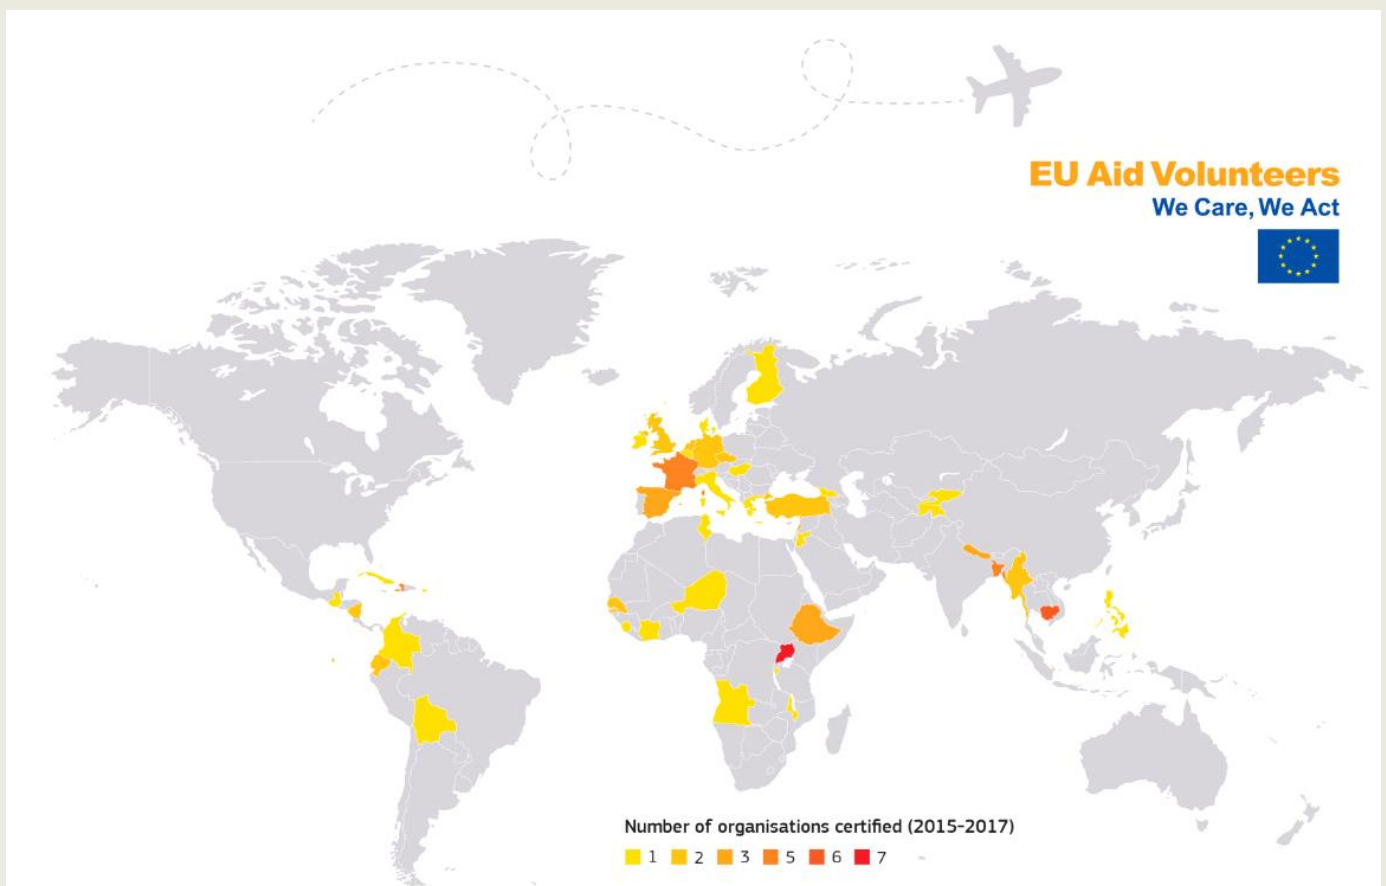 EU Aid Volunteers
We Care, We Act
Number of organisations certified (2015-2017)
1 2 3 5 6 7